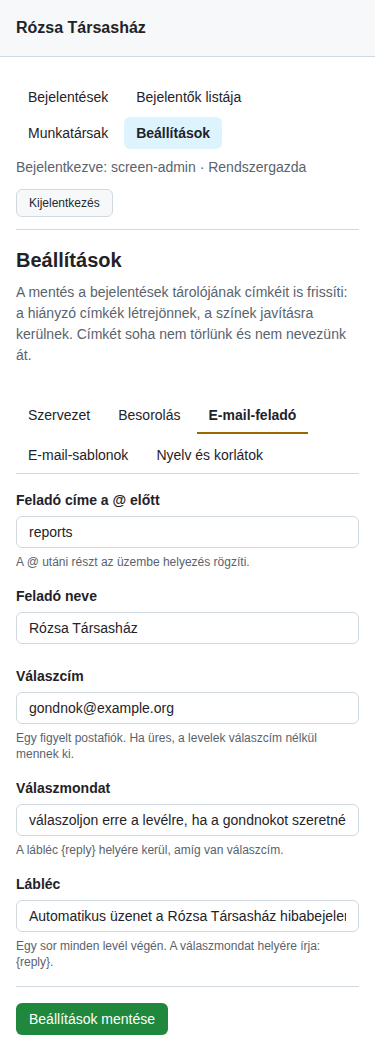 Rózsa Társasház
Bejelentések Bejelentők listája
Munkatársak Beállítások
Bejelentkezve: screen-admin · Rendszergazda
Kijelentkezés
Beállítások
A mentés a bejelentések tárolójának címkéit is frissíti:
a hiányzó címkék létrejönnek, a színek javításra
kerülnek. Címkét soha nem törlünk és nem nevezünk
át.
Szervezet Besorolás E-mail-feladó
E-mail-sablonok Nyelv és korlátok
Feladó címe a @ előtt
reports
A @ utáni részt az üzembe helyezés rögzíti.
Feladó neve
Rózsa Társasház
Válaszcím
gondnok@example.org
Egy figyelt postafiók. Ha üres, a levelek válaszcím nélkül
mennek ki.
Válaszmondat
válaszoljon erre a levélre, ha a gondnokot szeretné
A lábléc {reply} helyére kerül, amíg van válaszcím.
Lábléc
Automatikus üzenet a Rózsa Társasház hibabejele
Egy sor minden levél végén. A válaszmondat helyére írja:
{reply}.
Beállítások mentése